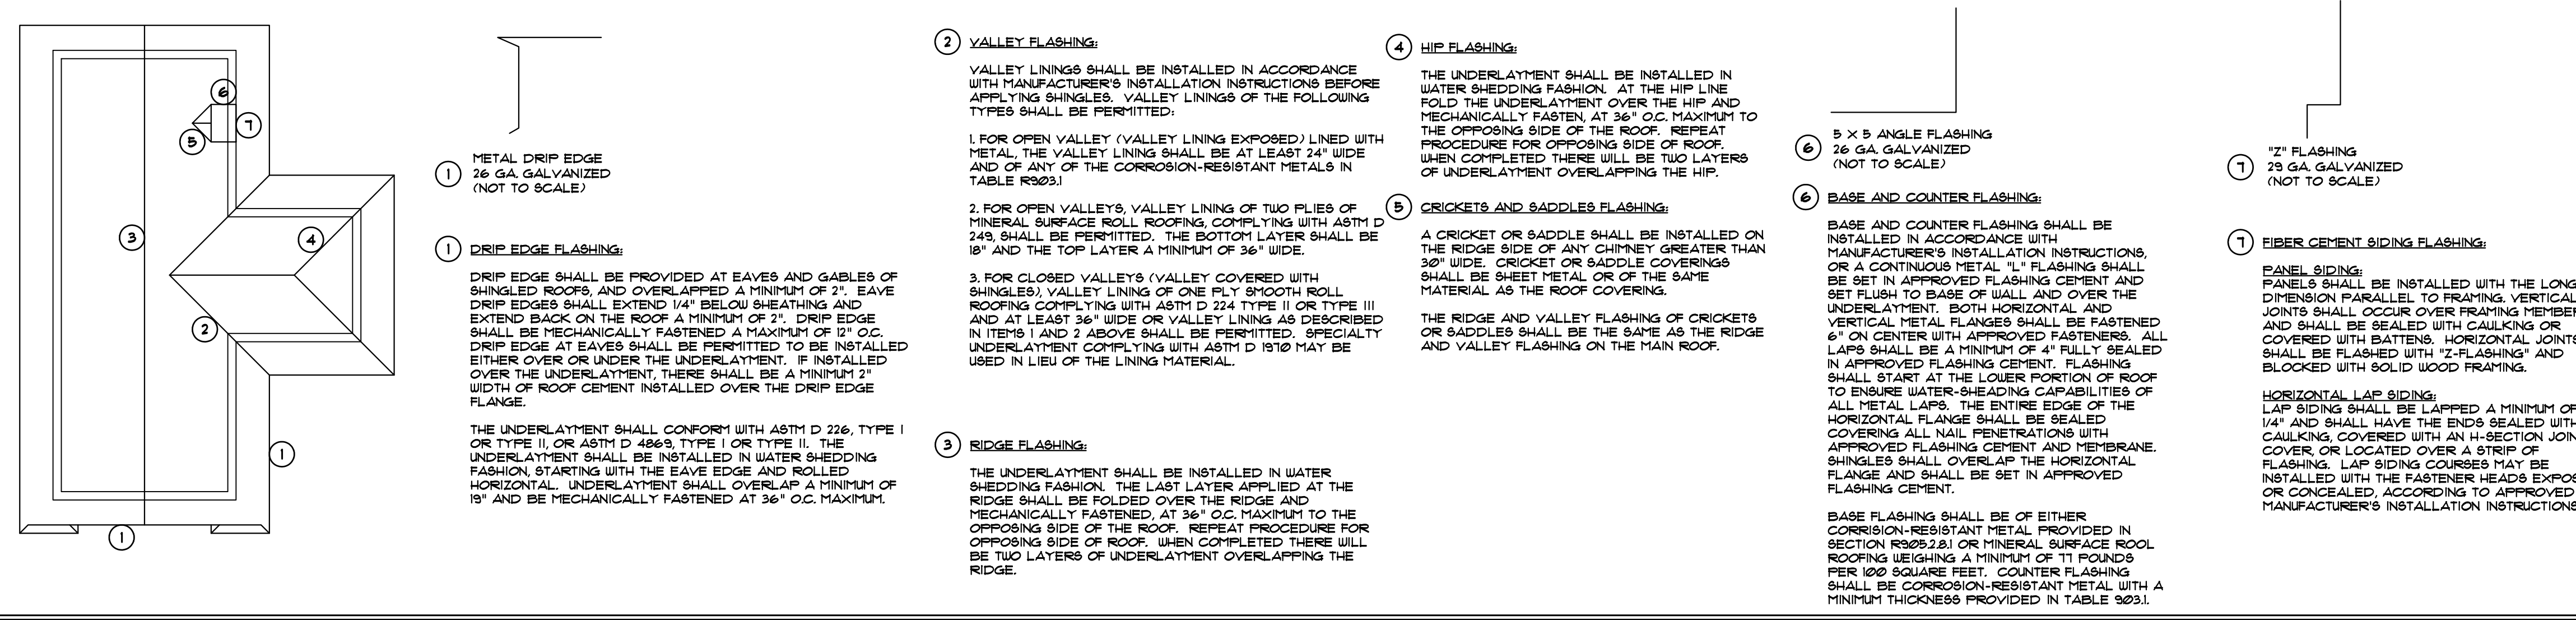 6
7
5
3
4
2
1
1
1
METAL DRIP EDGE
26 GA. GALVANIZED
(NOT TO SCALE)
1
DRIP EDGE FLASHING:
DRIP EDGE SHALL BE PROVIDED AT EAVES AND GABLES OF
SHINGLED ROOFS, AND OVERLAPPED A MINIMUM OF 2". EAVE
DRIP EDGES SHALL EXTEND 1/4" BELOW SHEATHING AND
EXTEND BACK ON THE ROOF A MINIMUM OF 2". DRIP EDGE
SHALL BE MECHANICALLY FASTENED A MAXIMUM OF 12" O.C.
DRIP EDGE AT EAVES SHALL BE PERMITTED TO BE INSTALLED
EITHER OVER OR UNDER THE UNDERLAYMENT. IF INSTALLED
OVER THE UNDERLAYMENT, THERE SHALL BE A MINIMUM 2"
WIDTH OF ROOF CEMENT INSTALLED OVER THE DRIP EDGE
FLANGE.
THE UNDERLAYMENT SHALL CONFORM WITH ASTM D 226, TYPE I
OR TYPE II, OR ASTM D 4869, TYPE I OR TYPE II. THE
UNDERLAYMENT SHALL BE INSTALLED IN WATER SHEDDING
FASHION, STARTING WITH THE EAVE EDGE AND ROLLED
HORIZONTAL. UNDERLAYMENT SHALL OVERLAP A MINIMUM OF
19" AND BE MECHANICALLY FASTENED AT 36" O.C. MAXIMUM.
2
VALLEY FLASHING:
VALLEY LININGS SHALL BE INSTALLED IN ACCORDANCE
WITH MANUFACTURER'S INSTALLATION INSTRUCTIONS BEFORE
APPLYING SHINGLES. VALLEY LININGS OF THE FOLLOWING
TYPES SHALL BE PERMITTED:
1. FOR OPEN VALLEY (VALLEY LINING EXPOSED) LINED WITH
METAL, THE VALLEY LINING SHALL BE AT LEAST 24" WIDE
AND OF ANY OF THE CORROSION-RESISTANT METALS IN
TABLE R903.1
2. FOR OPEN VALLEYS, VALLEY LINING OF TWO PLIES OF
MINERAL SURFACE ROLL ROOFING, COMPLYING WITH ASTM D
249, SHALL BE PERMITTED. THE BOTTOM LAYER SHALL BE
18" AND THE TOP LAYER A MINIMUM OF 36" WIDE.
3. FOR CLOSED VALLEYS (VALLEY COVERED WITH
SHINGLES), VALLEY LINING OF ONE PLY SMOOTH ROLL
ROOFING COMPLYING WITH ASTM D 224 TYPE II OR TYPE III
AND AT LEAST 36" WIDE OR VALLEY LINING AS DESCRIBED
IN ITEMS 1 AND 2 ABOVE SHALL BE PERMITTED. SPECIALTY
UNDERLAYMENT COMPLYING WITH ASTM D 1970 MAY BE
USED IN LIEU OF THE LINING MATERIAL.
3
RIDGE FLASHING:
THE UNDERLAYMENT SHALL BE INSTALLED IN WATER
SHEDDING FASHION. THE LAST LAYER APPLIED AT THE
RIDGE SHALL BE FOLDED OVER THE RIDGE AND
MECHANICALLY FASTENED, AT 36" O.C. MAXIMUM TO THE
OPPOSING SIDE OF THE ROOF. REPEAT PROCEDURE FOR
OPPOSING SIDE OF ROOF. WHEN COMPLETED THERE WILL
BE TWO LAYERS OF UNDERLAYMENT OVERLAPPING THE
RIDGE.
4
HIP FLASHING:
THE UNDERLAYMENT SHALL BE INSTALLED IN
WATER SHEDDING FASHION. AT THE HIP LINE
FOLD THE UNDERLAYMENT OVER THE HIP AND
MECHANICALLY FASTEN, AT 36" O.C. MAXIMUM TO
THE OPPOSING SIDE OF THE ROOF. REPEAT
PROCEDURE FOR OPPOSING SIDE OF ROOF.
WHEN COMPLETED THERE WILL BE TWO LAYERS
OF UNDERLAYMENT OVERLAPPING THE HIP.
5
CRICKETS AND SADDLES FLASHING:
A CRICKET OR SADDLE SHALL BE INSTALLED ON
THE RIDGE SIDE OF ANY CHIMNEY GREATER THAN
30" WIDE. CRICKET OR SADDLE COVERINGS
SHALL BE SHEET METAL OR OF THE SAME
MATERIAL AS THE ROOF COVERING.
THE RIDGE AND VALLEY FLASHING OF CRICKETS
OR SADDLES SHALL BE THE SAME AS THE RIDGE
AND VALLEY FLASHING ON THE MAIN ROOF.
6
5 X 5 ANGLE FLASHING
26 GA. GALVANIZED
(NOT TO SCALE)
6
BASE AND COUNTER FLASHING:
BASE AND COUNTER FLASHING SHALL BE
INSTALLED IN ACCORDANCE WITH
MANUFACTURER'S INSTALLATION INSTRUCTIONS,
OR A CONTINUOUS METAL "L" FLASHING SHALL
BE SET IN APPROVED FLASHING CEMENT AND
SET FLUSH TO BASE OF WALL AND OVER THE
UNDERLAYMENT. BOTH HORIZONTAL AND
VERTICAL METAL FLANGES SHALL BE FASTENED
6" ON CENTER WITH APPROVED FASTENERS. ALL
LAPS SHALL BE A MINIMUM OF 4" FULLY SEALED
IN APPROVED FLASHING CEMENT. FLASHING
SHALL START AT THE LOWER PORTION OF ROOF
TO ENSURE WATER-SHEADING CAPABILITIES OF
ALL METAL LAPS. THE ENTIRE EDGE OF THE
HORIZONTAL FLANGE SHALL BE SEALED
COVERING ALL NAIL PENETRATIONS WITH
APPROVED FLASHING CEMENT AND MEMBRANE.
SHINGLES SHALL OVERLAP THE HORIZONTAL
FLANGE AND SHALL BE SET IN APPROVED
FLASHING CEMENT.
BASE FLASHING SHALL BE OF EITHER
CORRISION-RESISTANT METAL PROVIDED IN
SECTION R905.2.8.1 OR MINERAL SURFACE ROOL
ROOFING WEIGHING A MINIMUM OF 77 POUNDS
PER 100 SQUARE FEET. COUNTER FLASHING
SHALL BE CORROSION-RESISTANT METAL WITH A
MINIMUM THICKNESS PROVIDED IN TABLE 903.1.
7
"Z" FLASHING
29 GA. GALVANIZED
(NOT TO SCALE)
7
FIBER CEMENT SIDING FLASHING:
PANEL SIDING:
PANELS SHALL BE INSTALLED WITH THE LONG
DIMENSION PARALLEL TO FRAMING. VERTICAL
JOINTS SHALL OCCUR OVER FRAMING MEMBER
AND SHALL BE SEALED WITH CAULKING OR
COVERED WITH BATTENS. HORIZONTAL JOINTS
SHALL BE FLASHED WITH "Z-FLASHING" AND
BLOCKED WITH SOLID WOOD FRAMING.
HORIZONTAL LAP SIDING:
LAP SIDING SHALL BE LAPPED A MINIMUM OF
1/4" AND SHALL HAVE THE ENDS SEALED WITH
CAULKING, COVERED WITH AN H-SECTION JOIN
COVER, OR LOCATED OVER A STRIP OF
FLASHING. LAP SIDING COURSES MAY BE
INSTALLED WITH THE FASTENER HEADS EXPOS
OR CONCEALED, ACCORDING TO APPROVED
MANUFACTURER'S INSTALLATION INSTRUCTIONS